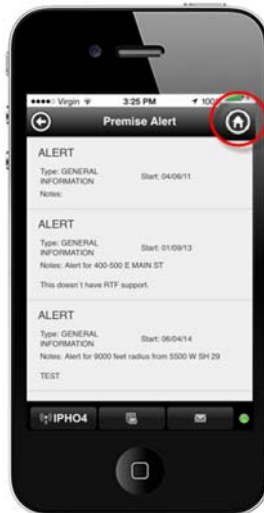 Virgin 3:25 PM 100%
Premise Alert
ALERT
Type: GENERAL Start: 04/06/11
INFORMATION
Notes:
ALERT
Type: GENERAL Start: 01/09/13
INFORMATION
Notes: Alert for 400-500 E MAIN ST
This doesn't have RTF support.
ALERT
Type: GENERAL Start: 06/04/14
INFORMATION
Notes: Alert for 9000 feet radius from 5500 W SH 29
TEST
IPHO4